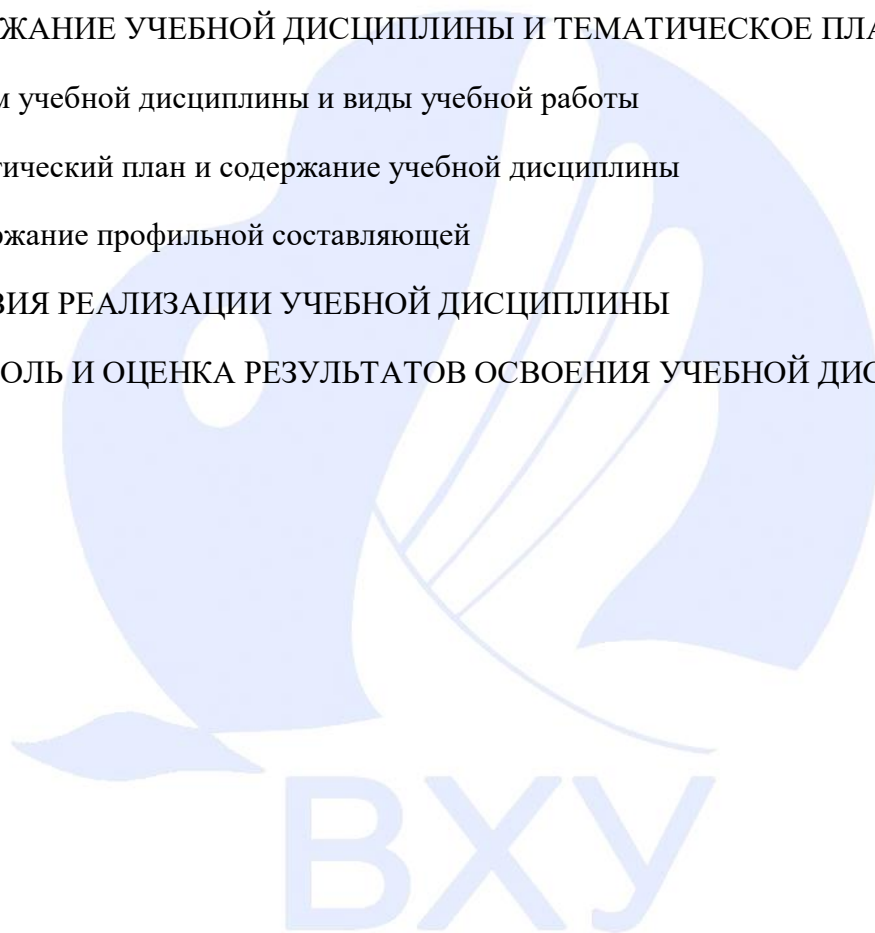 ЖАНИЕ УЧЕБНОЙ ДИСЦИПЛИНЫ И ТЕМАТИЧЕСКОЕ ПЛА
м учебной дисциплины и виды учебной работы
тический план и содержание учебной дисциплины
ржание профильной составляющей
ВИЯ РЕАЛИЗАЦИИ УЧЕБНОЙ ДИСЦИПЛИНЫ
ОЛЬ И ОЦЕНКА РЕЗУЛЬТАТОВ ОСВОЕНИЯ УЧЕБНОЙ ДИС
ВХУ